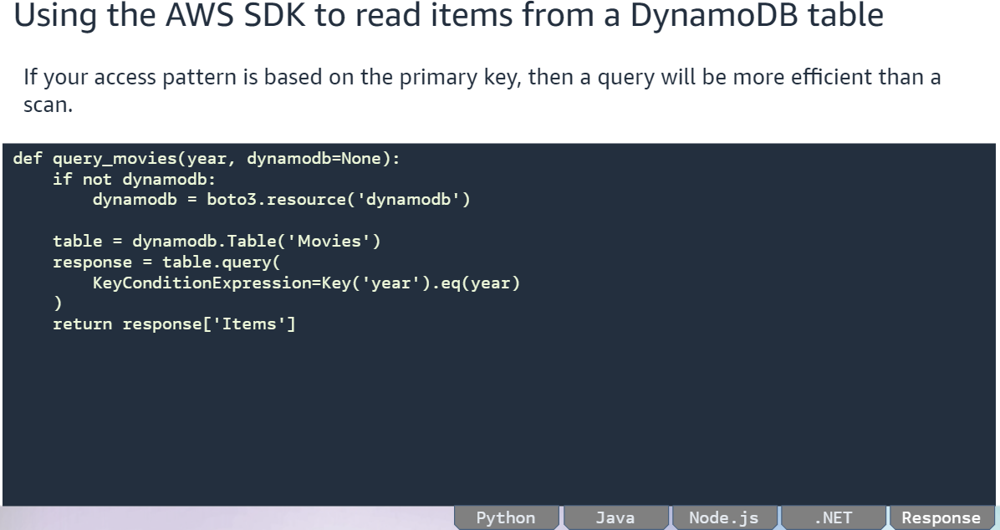 Using the AWS SDK to read items from a DynamoDB table
If your access pattern is based on the primary key, then a query will be more efficient than a
scan.
def query_movies(year, dynamodb=None):
    if not dynamodb:
        dynamodb = boto3.resource('dynamodb')
    table = dynamodb.Table('Movies')
    response = table.query(
        KeyConditionExpression=Key('year').eq(year)
    )
    return response['Items']
Python Java Node.js .NET Response